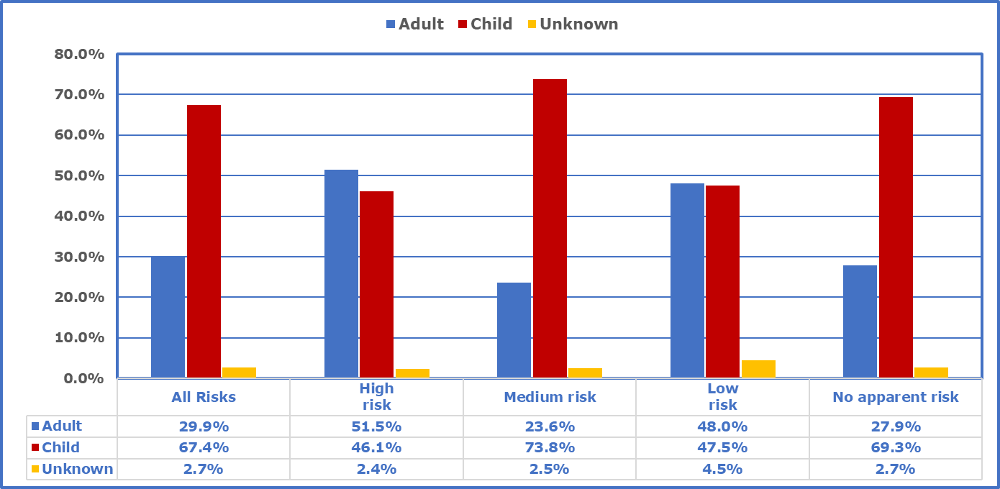 Adult Child Unknown
80.0%
70.0%
60.0%
50.0%
40.0%
30.0%
20.0%
10.0%
0.0%
All Risks High risk Medium risk Low risk No apparent risk
Adult 29.9% 51.5% 23.6% 48.0% 27.9%
Child 67.4% 46.1% 73.8% 47.5% 69.3%
Unknown 2.7% 2.4% 2.5% 4.5% 2.7%